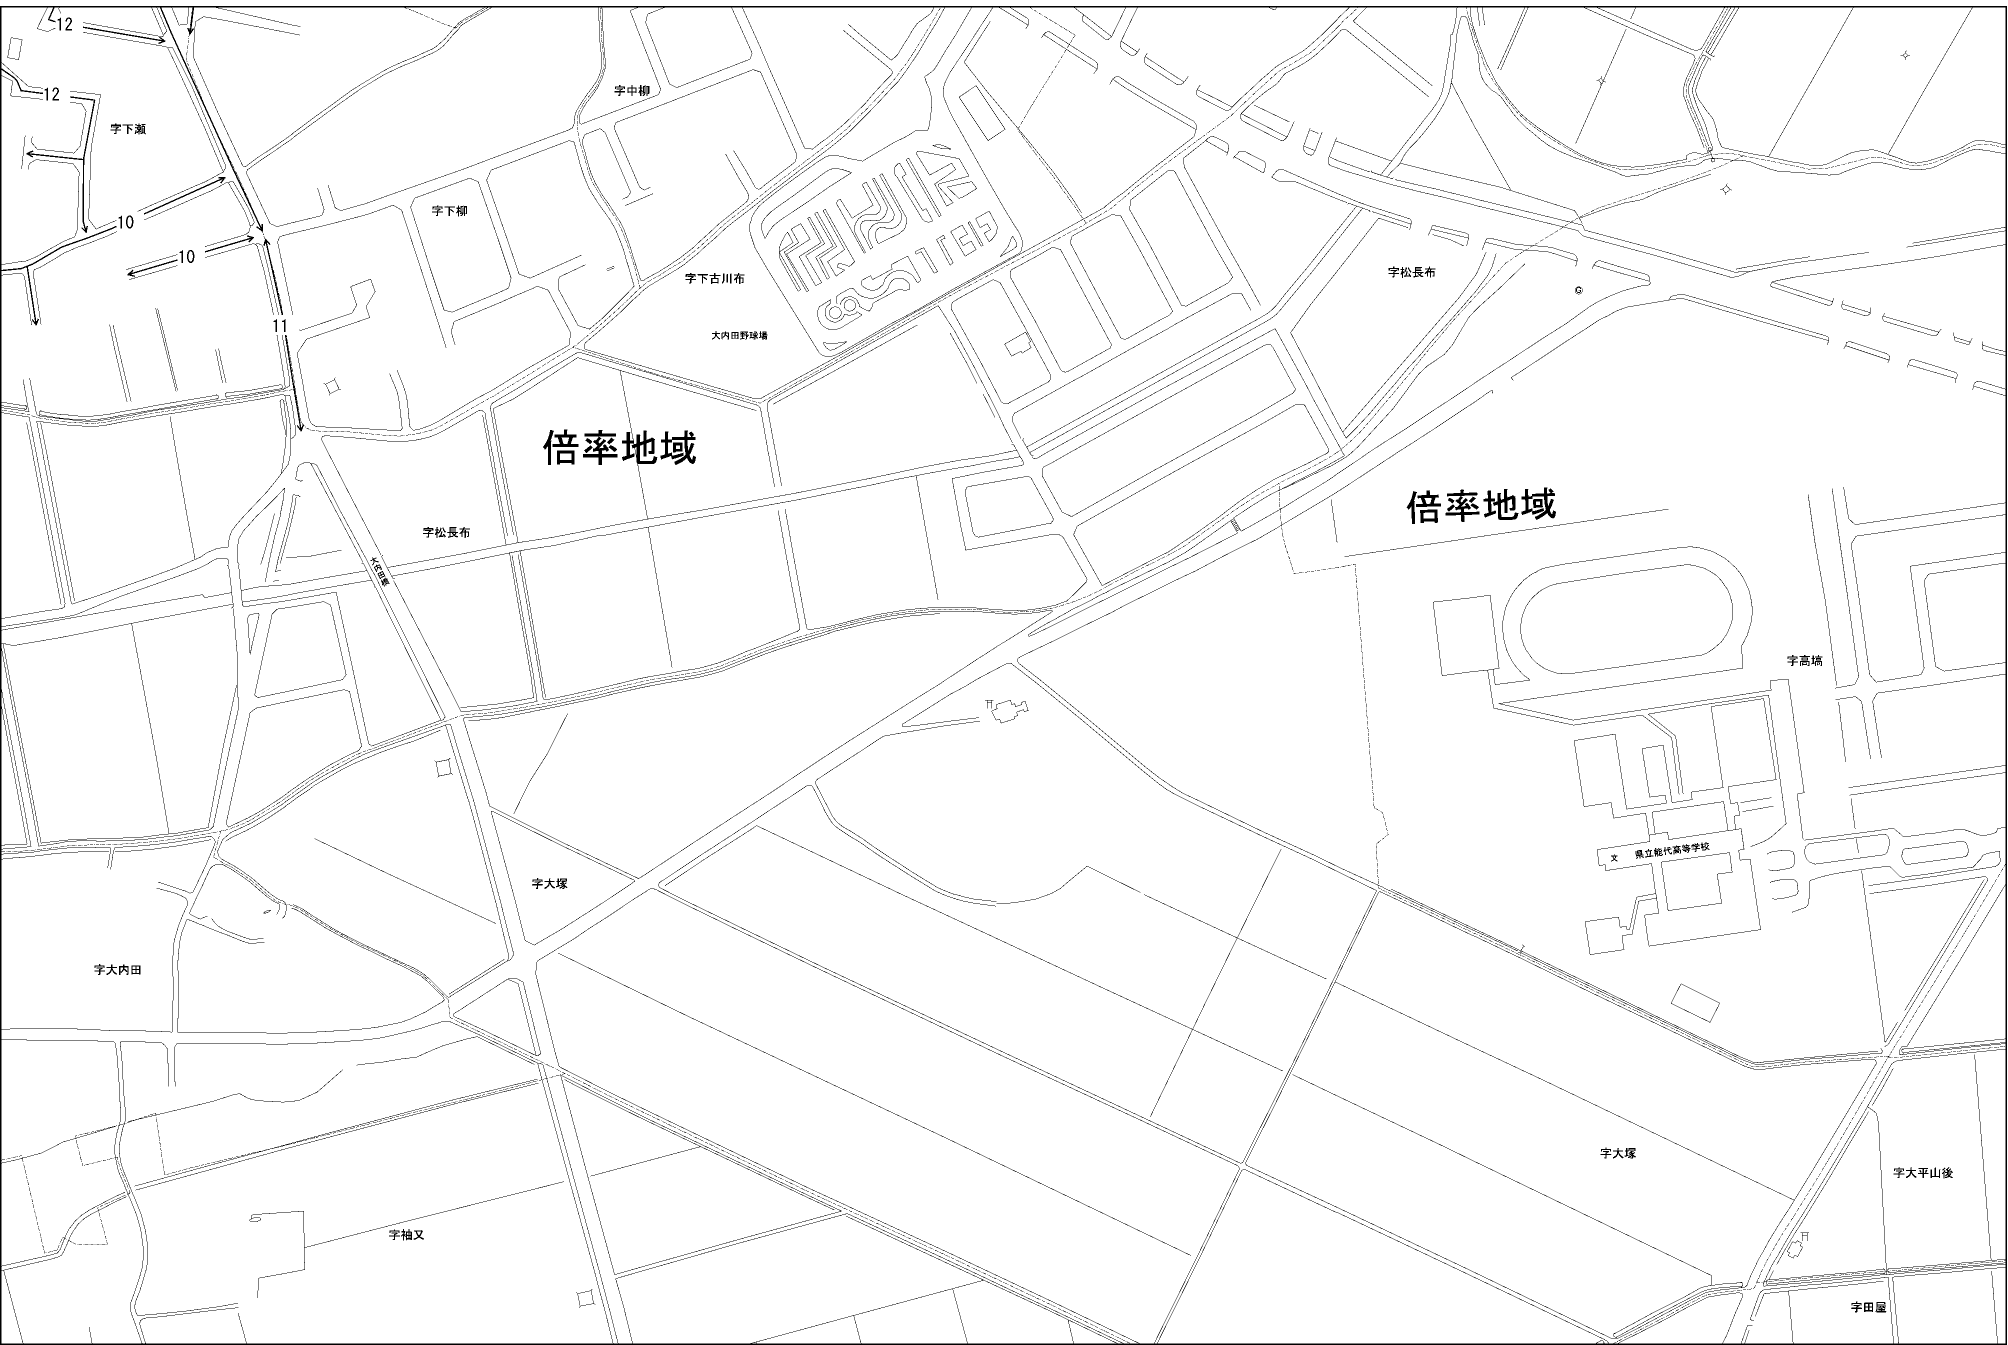 12
12
字中柳
字下瀬
字下柳
10
10
字下古川布
字松長布
11
大内田野球場
倍率地域
倍率地域
字松長布
字高塙
文 県立能代高等学校
字大塚
字大内田
字大塚
字大平山後
字袖又
字田屋